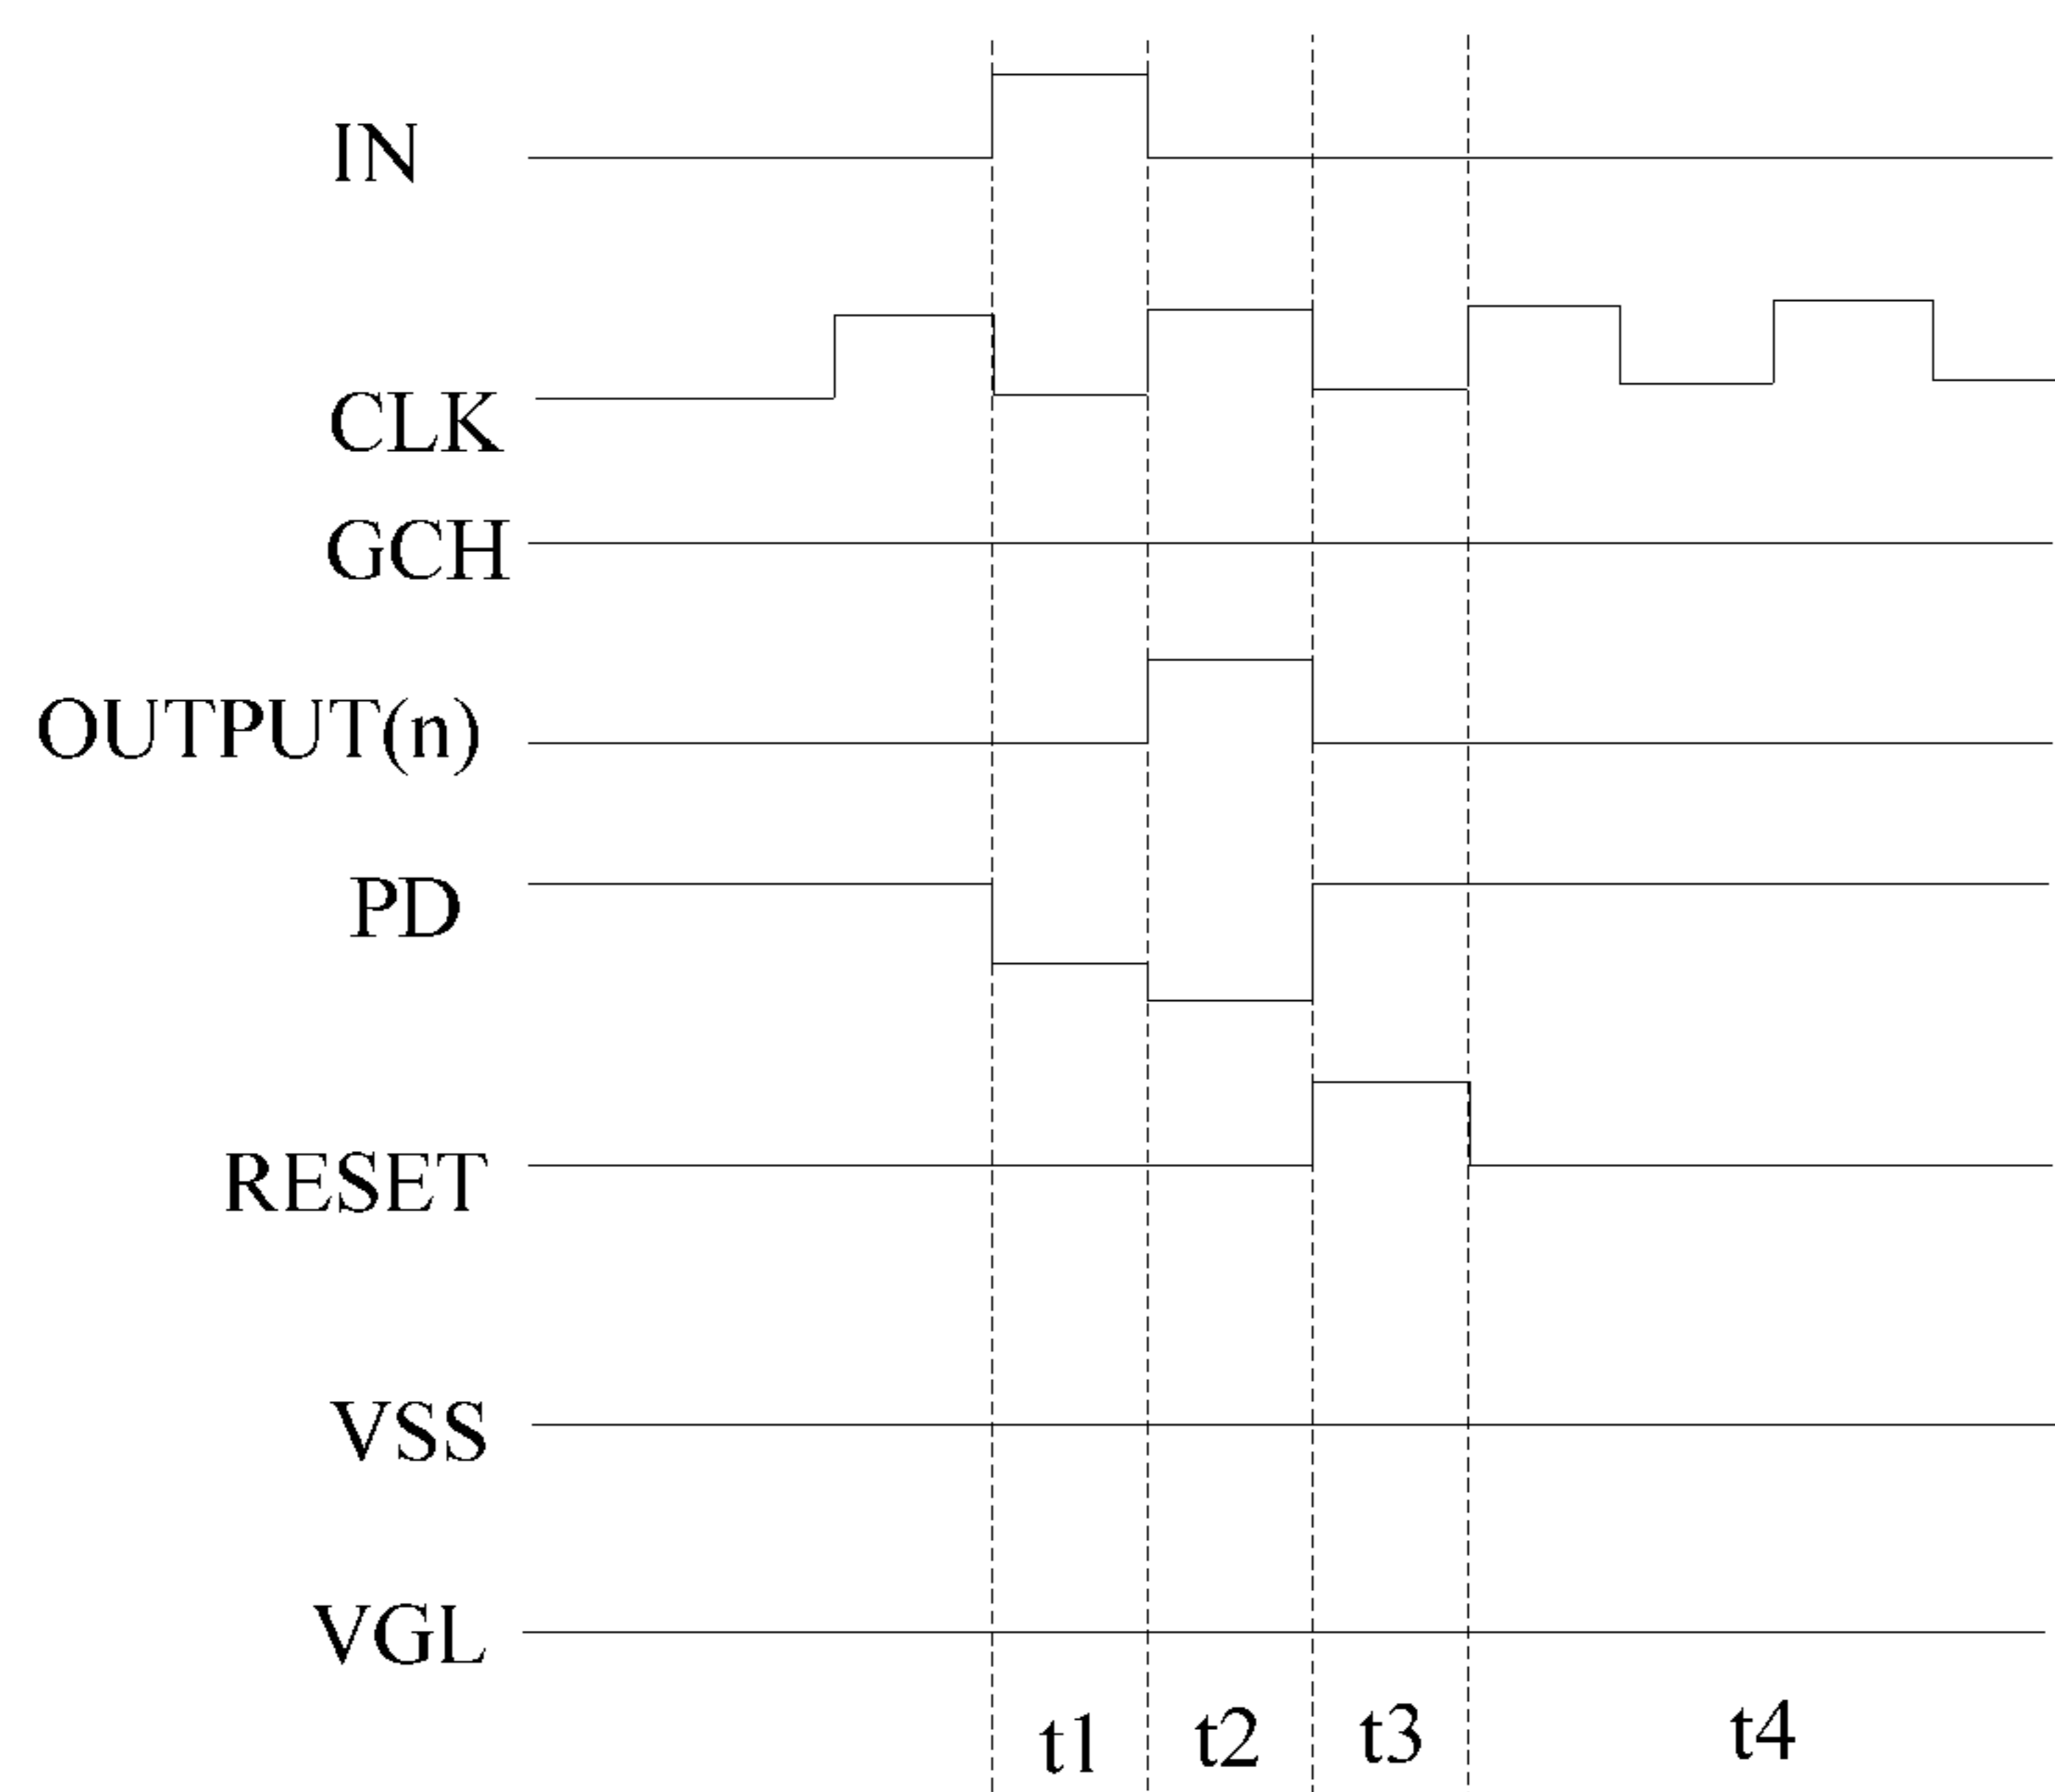 IN
CLK
GCH
OUTPUT(n)
PD
RESET
VSS
VGL
t1 t2 t3 t4